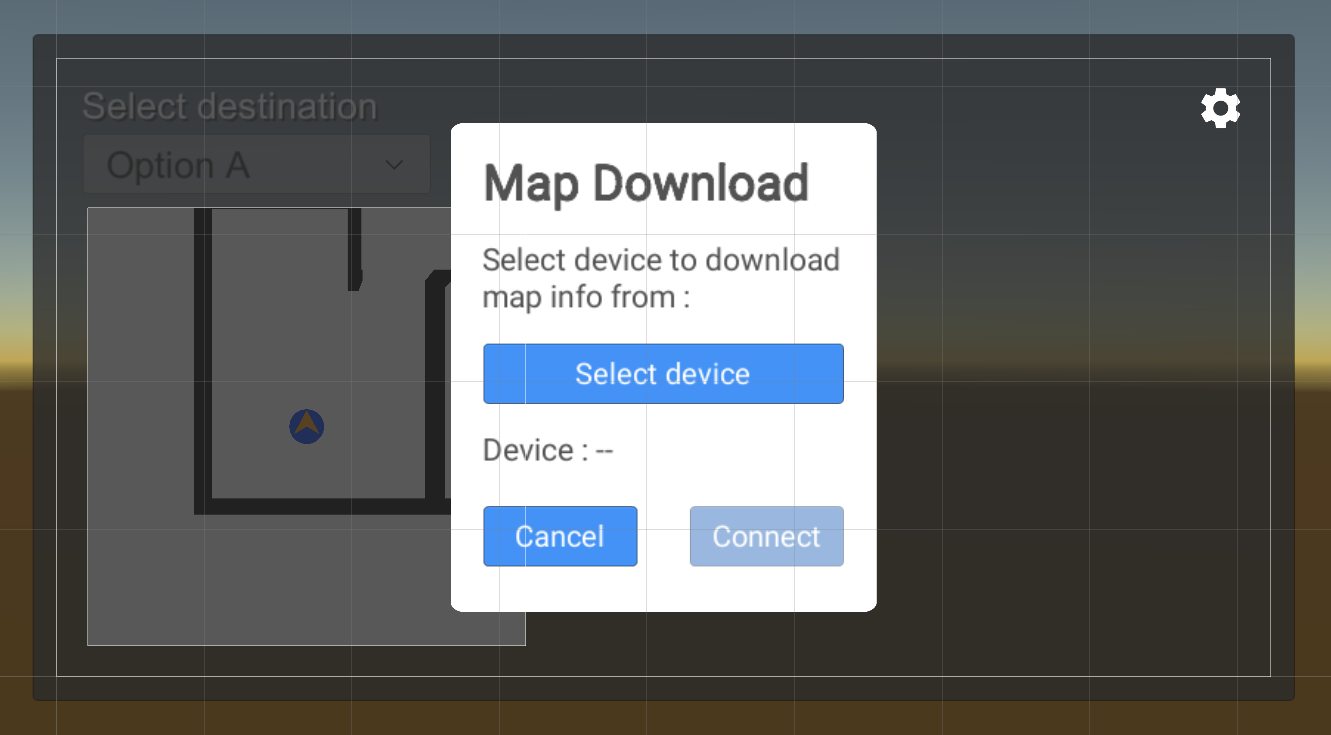 Select destination
Option A
Map Download
Select device to download
map info from :
Select device
Device : --
Cancel
Connect